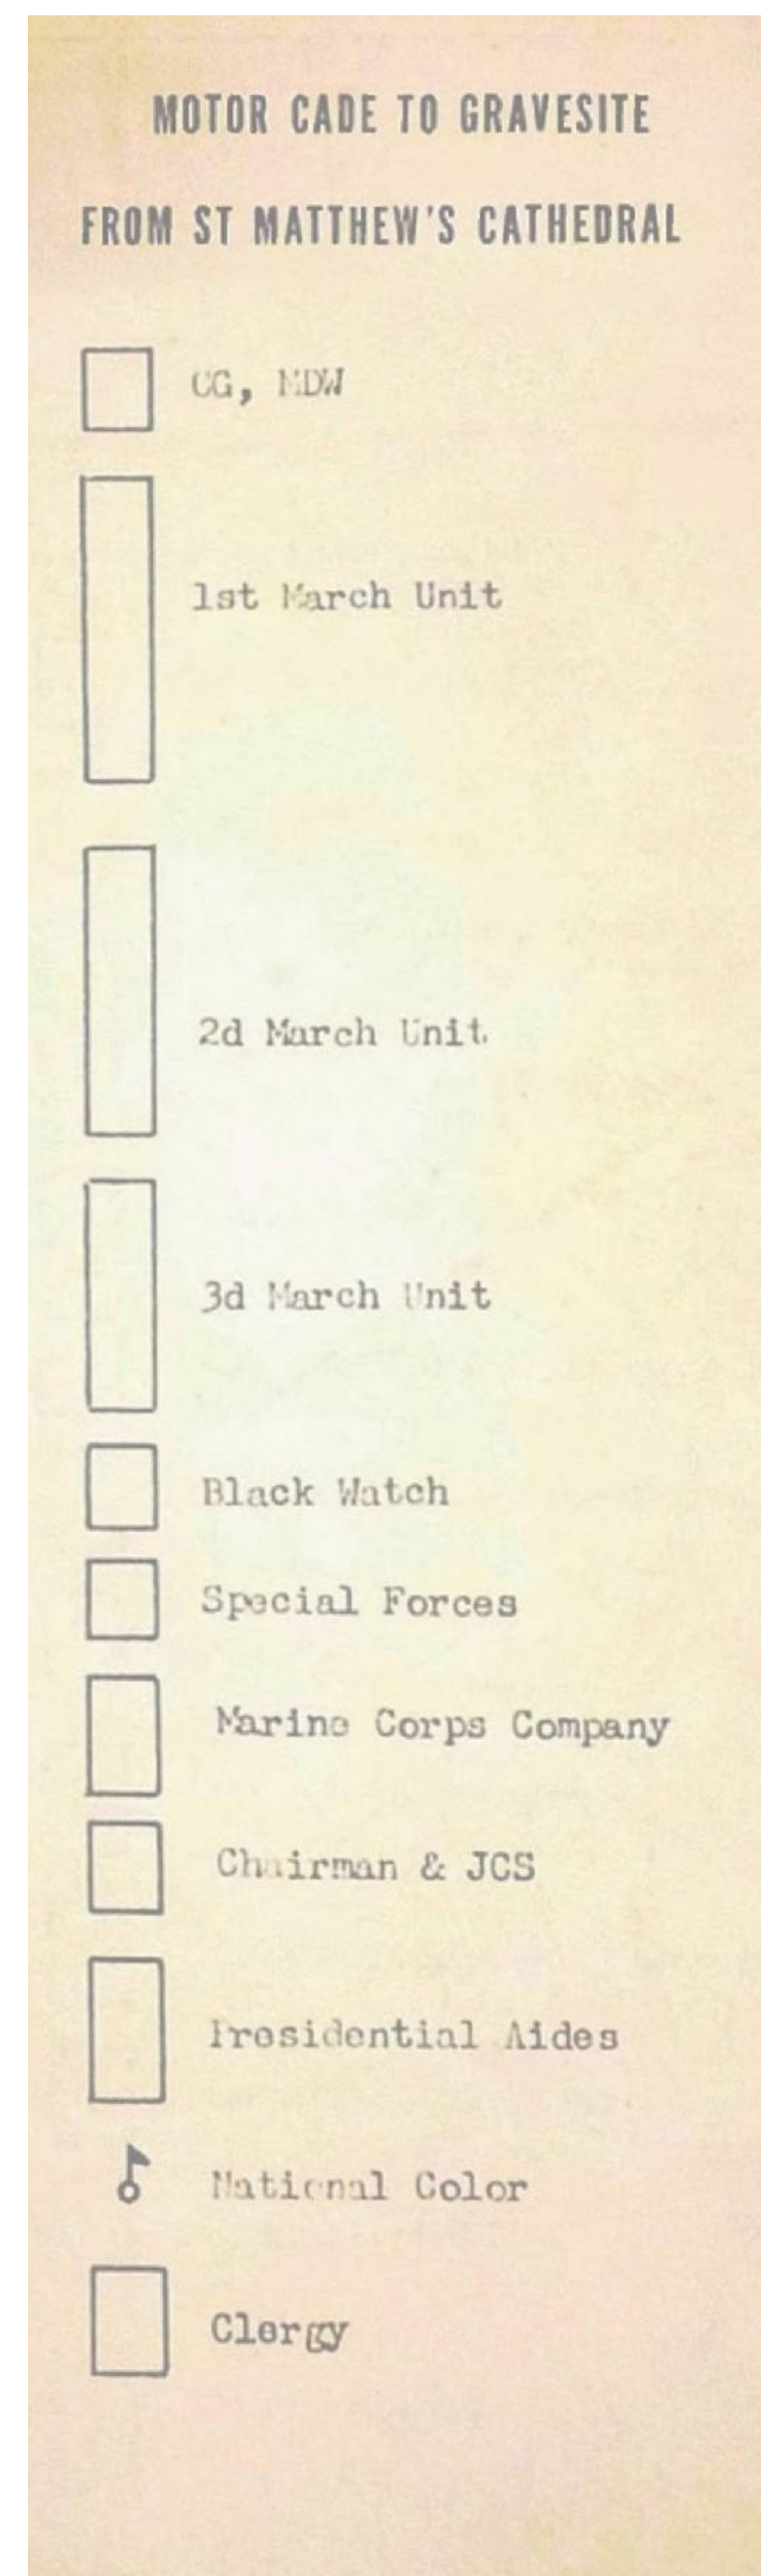 MOTOR CADE TO GRAVESITE
FROM ST MATTHEW'S CATHEDRAL
CG, MDW
1st March Unit
2d March Unit
3d March Unit
Black Watch
Special Forces
Marine Corps Company
Chairman & JCS
Presidential Aides
National Color
Clergy